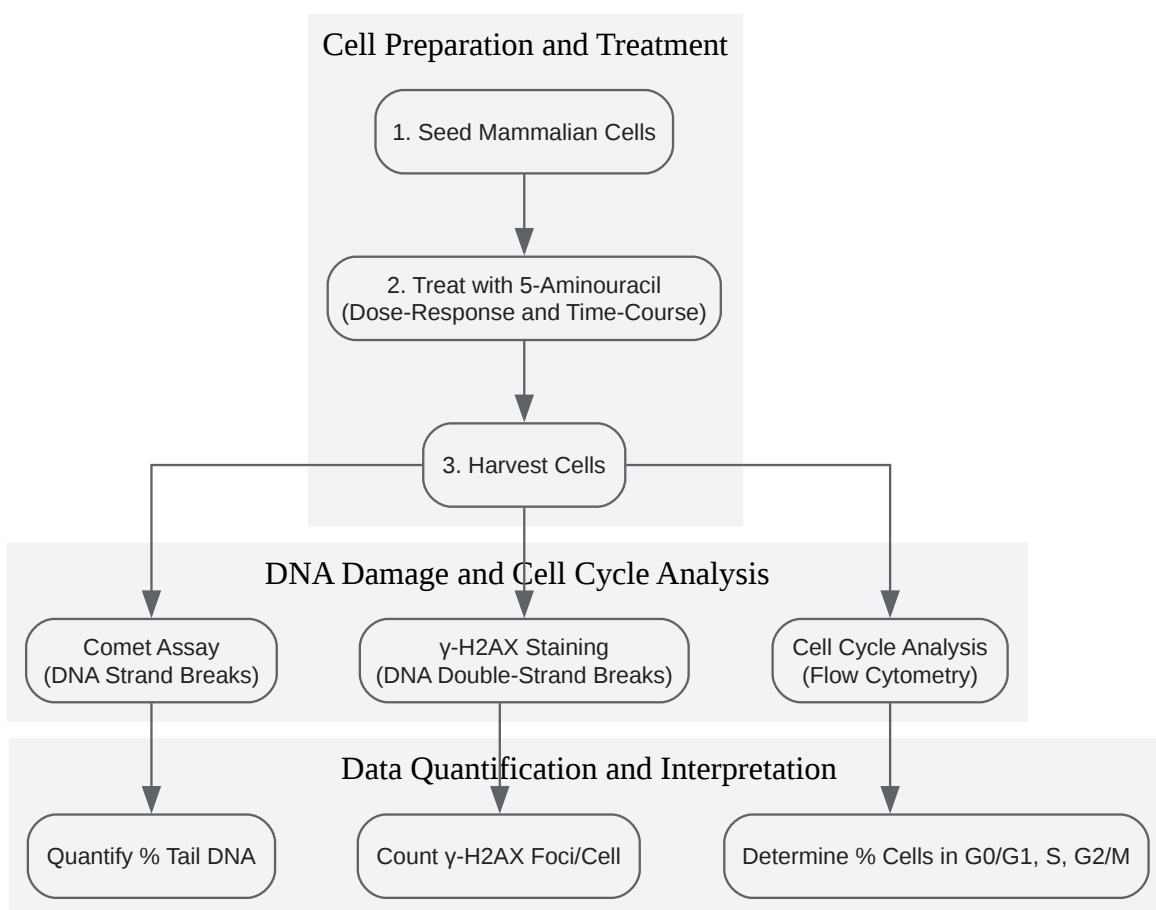 Cell Preparation and Treatment
1. Seed Mammalian Cells
2. Treat with 5-Aminouracil
(Dose-Response and Time-Course)
3. Harvest Cells
DNA Damage and Cell Cycle Analysis
Comet Assay
(DNA Strand Breaks)
γ-H2AX Staining
(DNA Double-Strand Breaks)
Cell Cycle Analysis
(Flow Cytometry)
Data Quantification and Interpretation
Quantify % Tail DNA
Count γ-H2AX Foci/Cell
Determine % Cells in G0/G1, S, G2/M